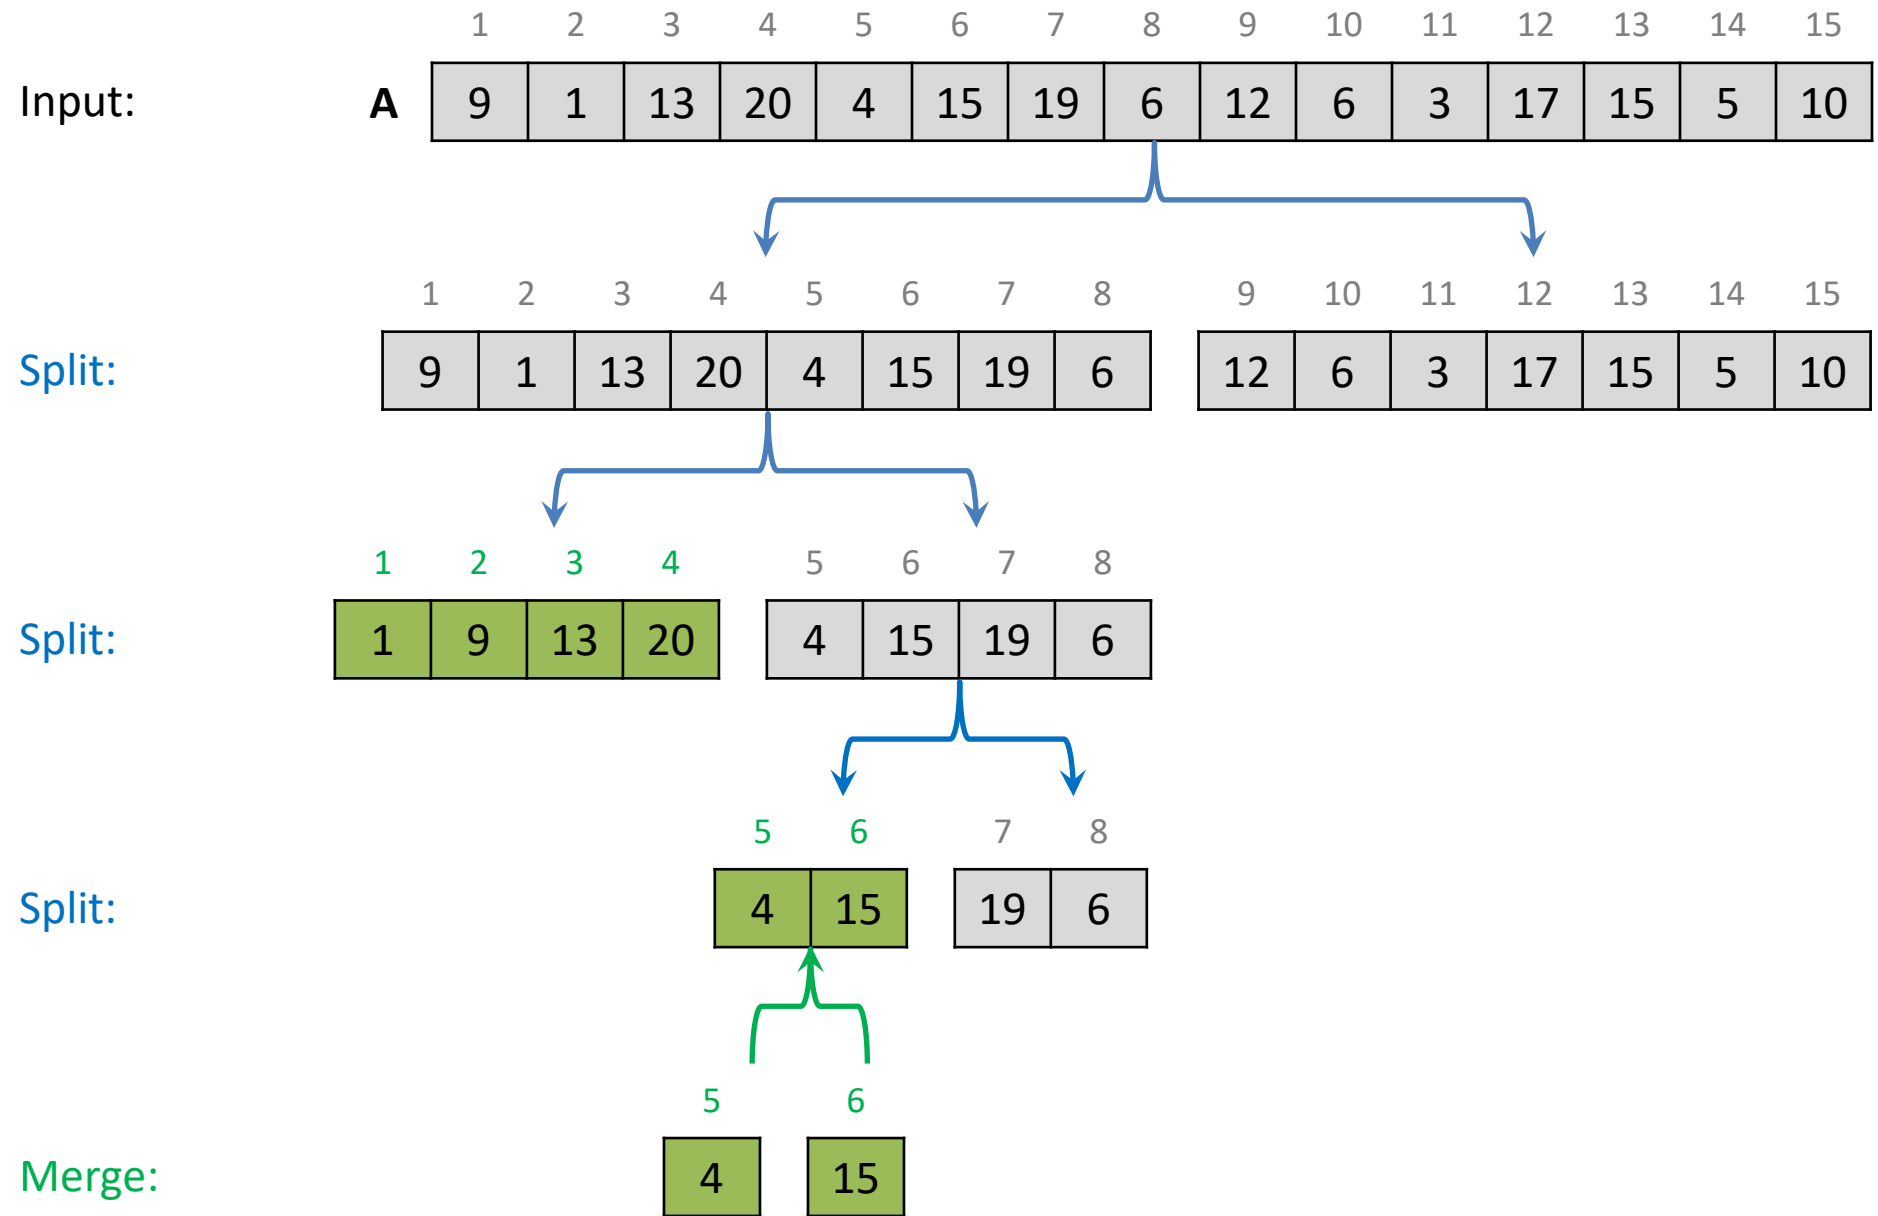 1 2 3 4 5 6 7 8 9 10 11 12 13 14 15
Input: A 9 1 13 20 4 15 19 6 12 6 3 17 15 5 10
1 2 3 4 5 6 7 8 9 10 11 12 13 14 15
Split: 9 1 13 20 4 15 19 6 12 6 3 17 15 5 10
1 2 3 4 5 6 7 8
Split: 1 9 13 20 4 15 19 6
5 6 7 8
Split: 4 15 19 6
5 6
Merge: 4 15